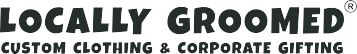 LOCALLY GROOMED®
CUSTOM CLOTHING & CORPORATE GIFTING